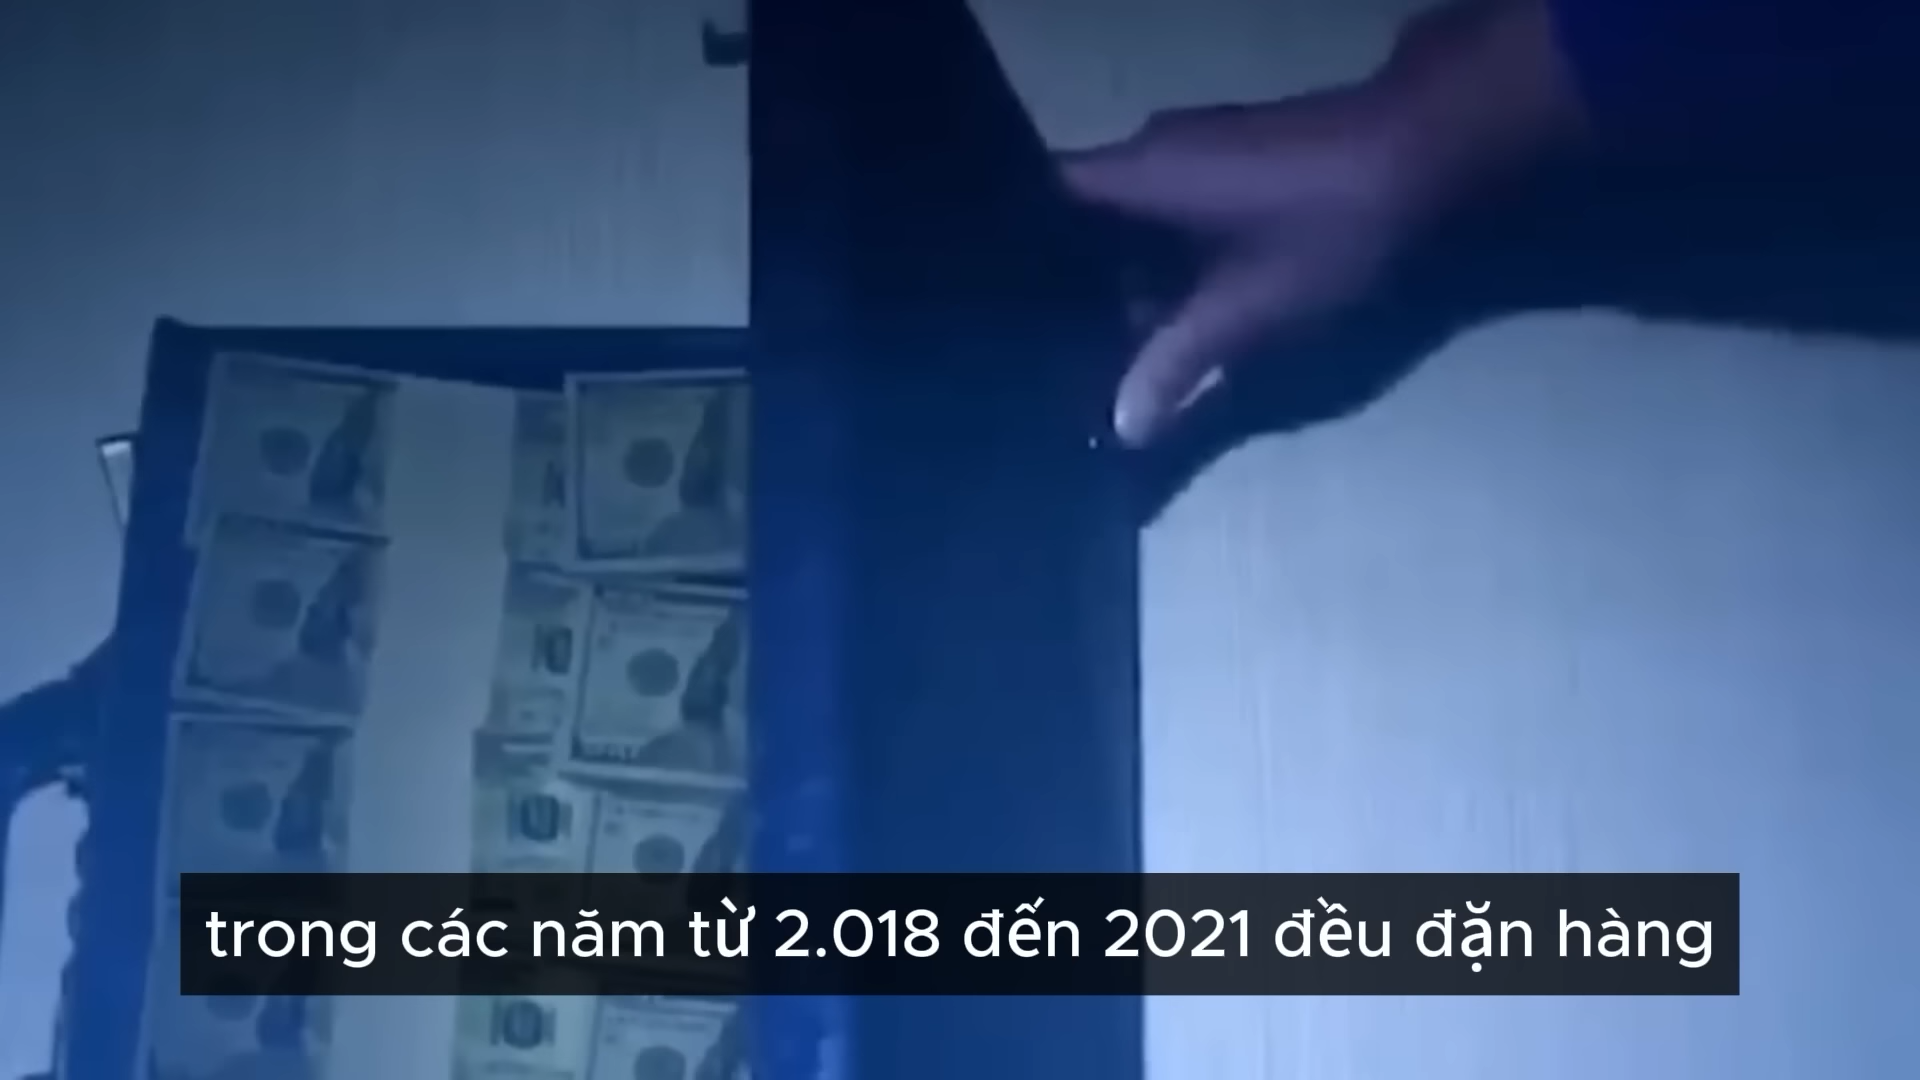 trong các năm từ 2.018 đến 2021 đều đặn hàng